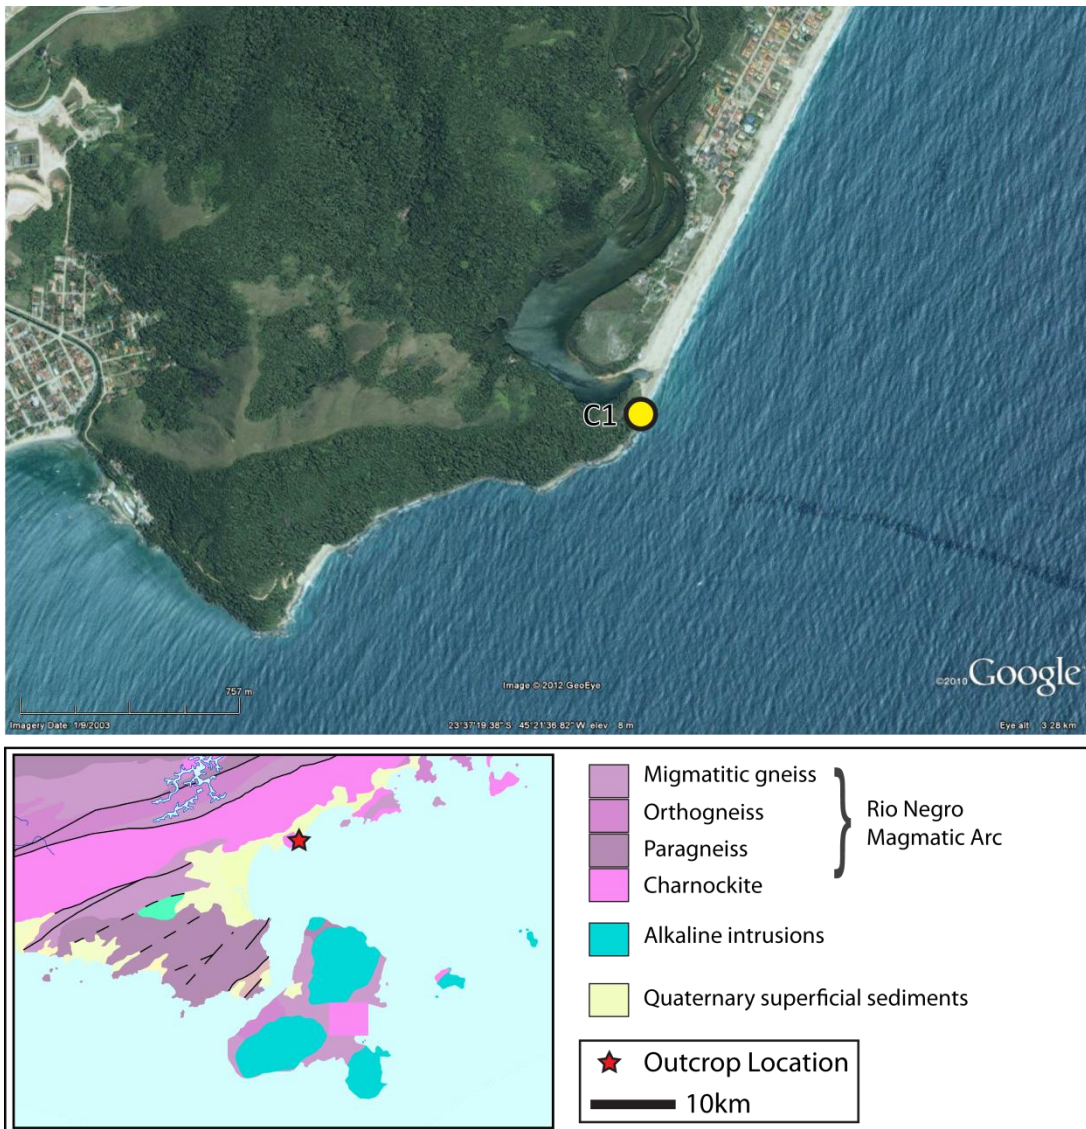 C1
757 m
©2010 Google
Image © 2012 GeoEye
Imagery Date: 1/9/2003
23°37'19.38" S 45°21'36.82" W elev 8 m
Eye alt 3.28 km
Migmatitic gneiss
Orthogneiss
Paragneiss
Charnockite
Rio Negro
Magmatic Arc
Alkaline intrusions
Quaternary superficial sediments
Outcrop Location
10km